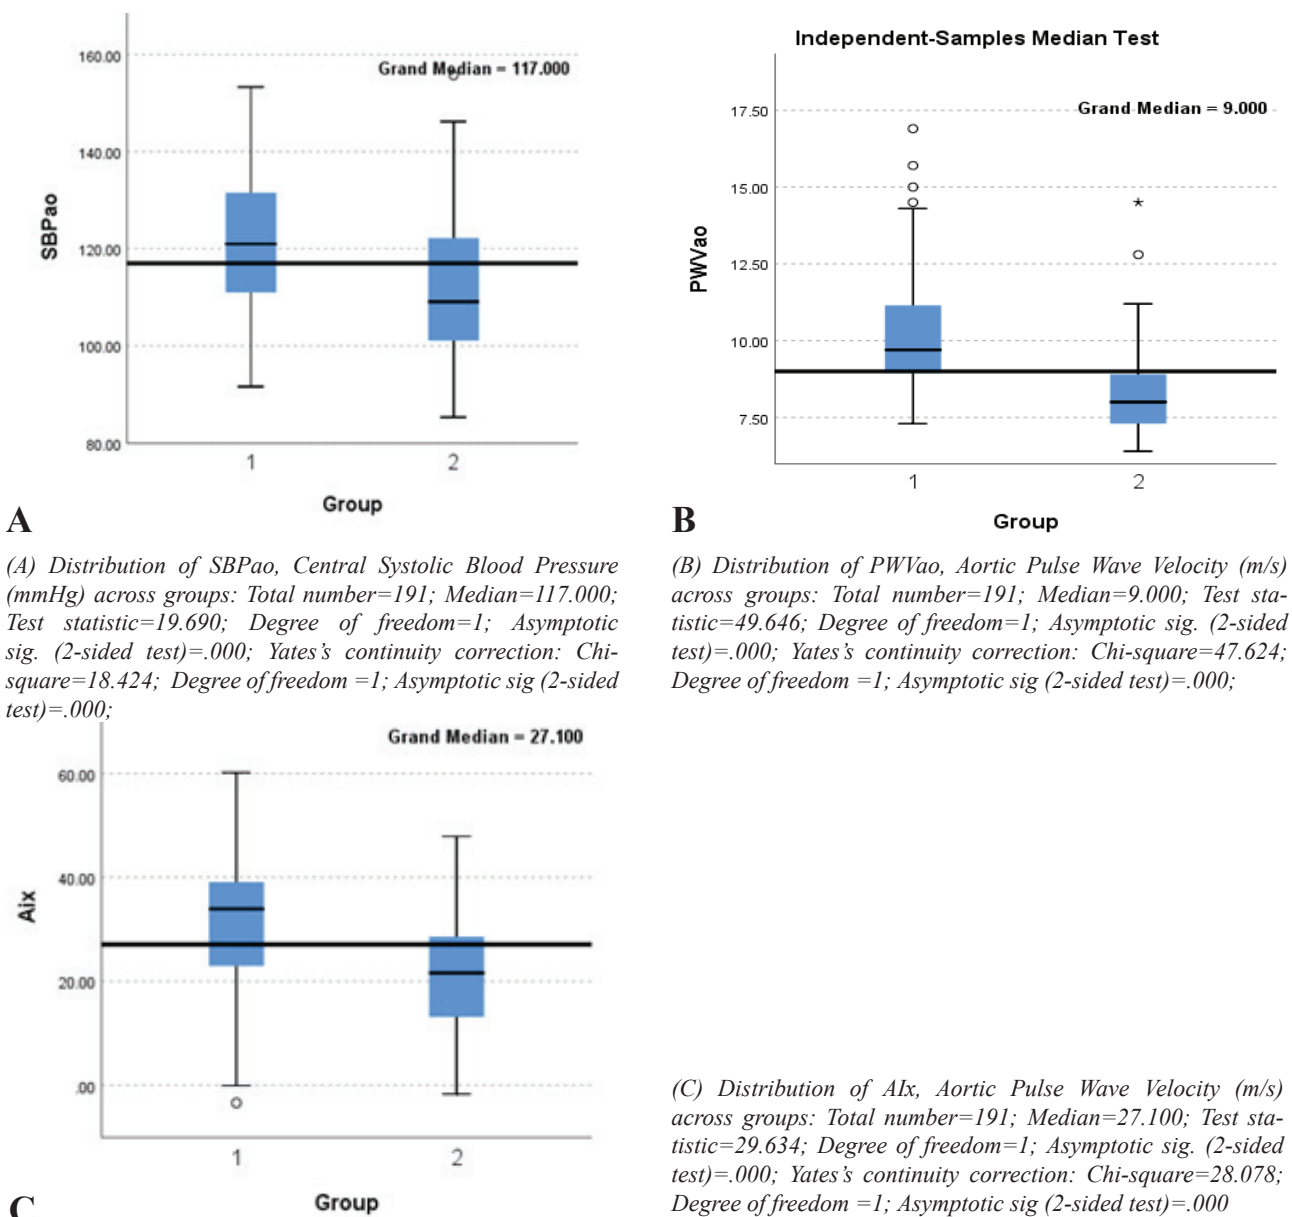 160.00
Grand Median = 117.000
140.00
SBPao
120.00
100.00
80.00
1
2
Group
A
(A) Distribution of SBPao, Central Systolic Blood Pressure
(mmHg) across groups: Total number=191; Median=117.000;
Test statistic=19.690; Degree of freedom=1; Asymptotic
sig. (2-sided test)=.000; Yates's continuity correction: Chi-
square=18.424; Degree of freedom =1; Asymptotic sig (2-sided
test)=.000;
Independent-Samples Median Test
17.50
Grand Median = 9.000
15.00
PWVao
12.50
10.00
7.50
1
2
Group
B
(B) Distribution of PWVao, Aortic Pulse Wave Velocity (m/s)
across groups: Total number=191; Median=9.000; Test sta-
tistic=49.646; Degree of freedom=1; Asymptotic sig. (2-sided
test)=.000; Yates's continuity correction: Chi-square=47.624;
Degree of freedom =1; Asymptotic sig (2-sided test)=.000;
Grand Median = 27.100
60.00
40.00
Aix
20.00
.00
1
2
Group
C
(C) Distribution of AIx, Aortic Pulse Wave Velocity (m/s)
across groups: Total number=191; Median=27.100; Test sta-
tistic=29.634; Degree of freedom=1; Asymptotic sig. (2-sided
test)=.000; Yates's continuity correction: Chi-square=28.078;
Degree of freedom =1; Asymptotic sig (2-sided test)=.000